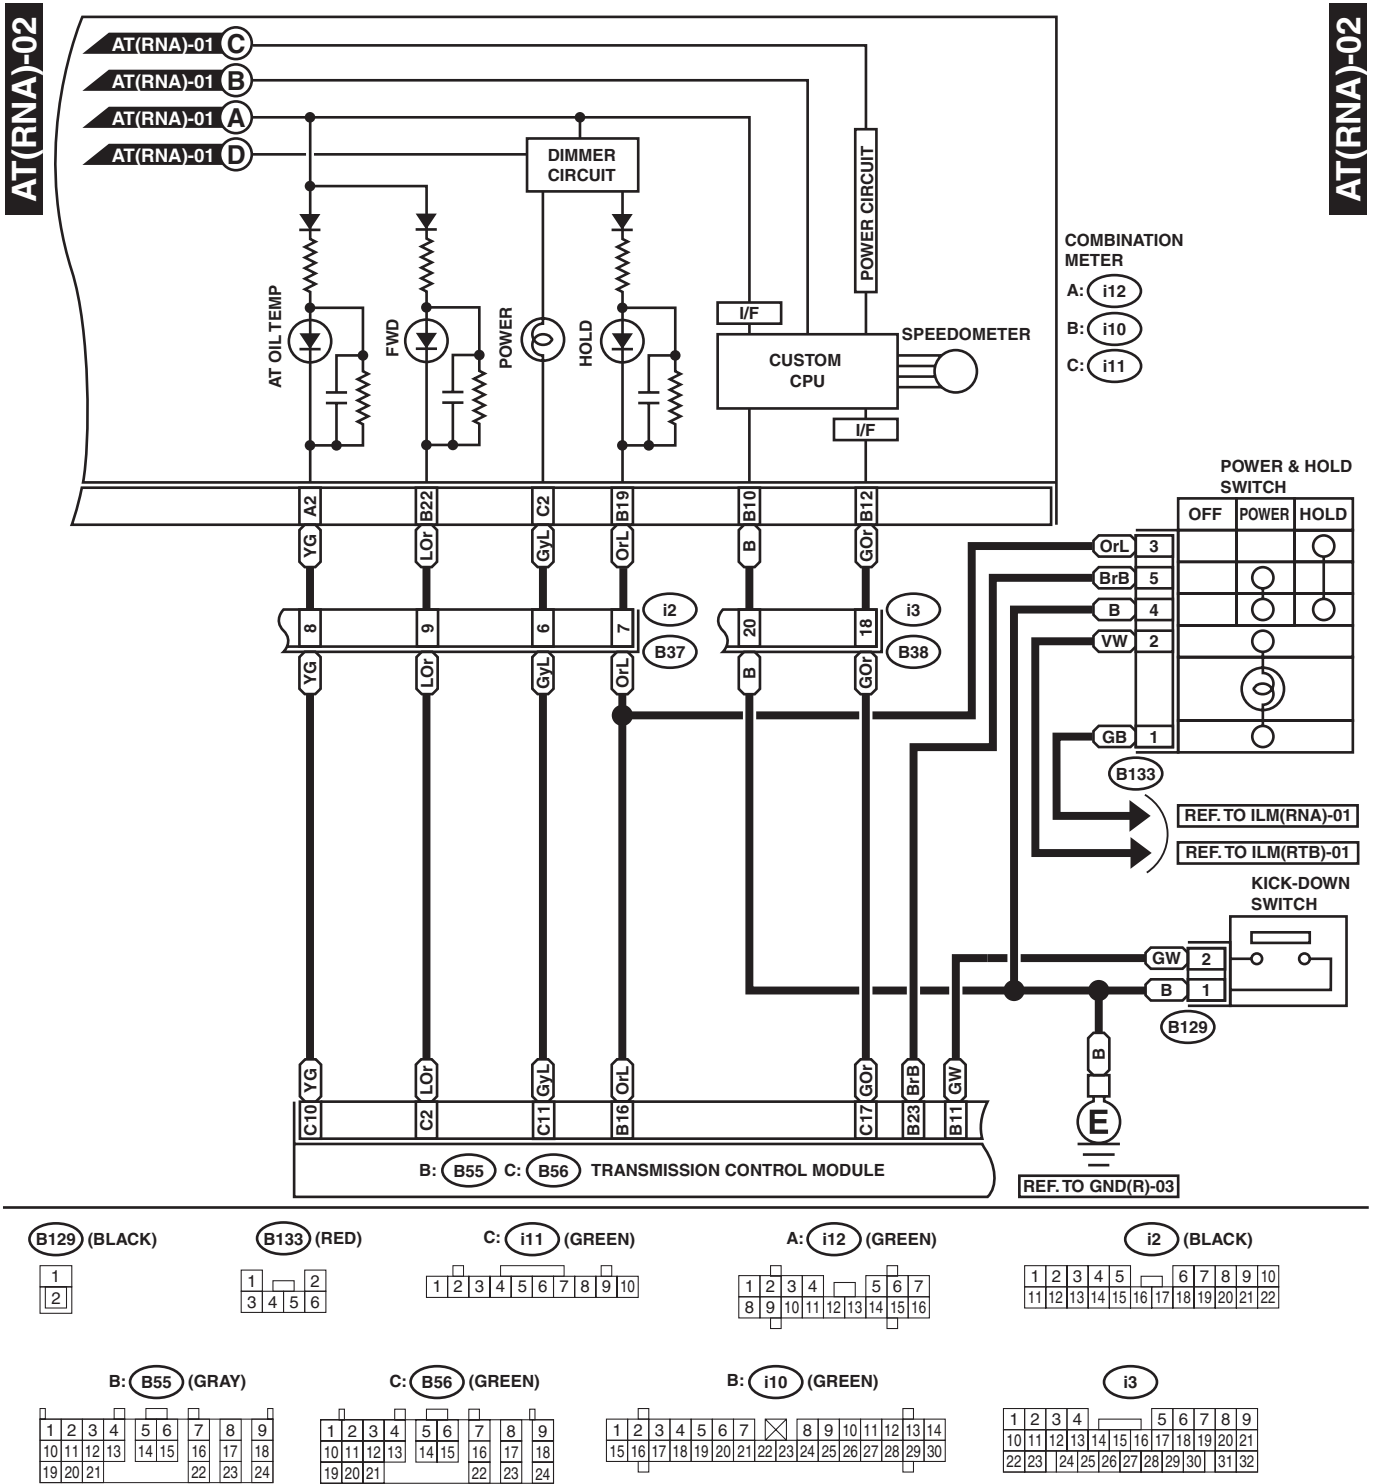 AT(RNA)-02
AT(RNA)-02
AT(RNA)-01 C
AT(RNA)-01 B
AT(RNA)-01 A
AT(RNA)-01 D
DIMMER
CIRCUIT
POWER CIRCUIT
COMBINATION
METER
A: i12
B: i10
C: i11
AT OIL TEMP
FWD
POWER
HOLD
I/F
SPEEDOMETER
CUSTOM
CPU
I/F
A2 B22 C2 B19 B10 B12
YG LOr GyL OrL B GOr
8 9 6 7 20 18
i2
i3
B37
B38
YG LOr GyL OrL B GOr
POWER & HOLD
SWITCH
OFF POWER HOLD
OrL 3
BrB 5
B 4
VW 2
GB 1
B133
REF. TO ILM(RNA)-01
REF. TO ILM(RTB)-01
KICK-DOWN
SWITCH
GW 2
B 1
B129
B
E
REF. TO GND(R)-03
YG LOr GyL OrL GOr BrB GW
C10 C2 C11 B16 C17 B23 B11
B: B55 C: B56 TRANSMISSION CONTROL MODULE
B129 (BLACK)
1
2
B133 (RED)
1 2
3 4 5 6
C: i11 (GREEN)
1 2 3 4 5 6 7 8 9 10
A: i12 (GREEN)
1 2 3 4 5 6 7
8 9 10 11 12 13 14 15 16
i2 (BLACK)
1 2 3 4 5 6 7 8 9 10
11 12 13 14 15 16 17 18 19 20 21 22
B: B55 (GRAY)
1 2 3 4 5 6 7 8 9
10 11 12 13 14 15 16 17 18
19 20 21 22 23 24
C: B56 (GREEN)
1 2 3 4 5 6 7 8 9
10 11 12 13 14 15 16 17 18
19 20 21 22 23 24
B: i10 (GREEN)
1 2 3 4 5 6 7 8 9 10 11 12 13 14
15 16 17 18 19 20 21 22 23 24 25 26 27 28 29 30
i3
1 2 3 4 5 6 7 8 9
10 11 12 13 14 15 16 17 18 19 20 21
22 23 24 25 26 27 28 29 30 31 32